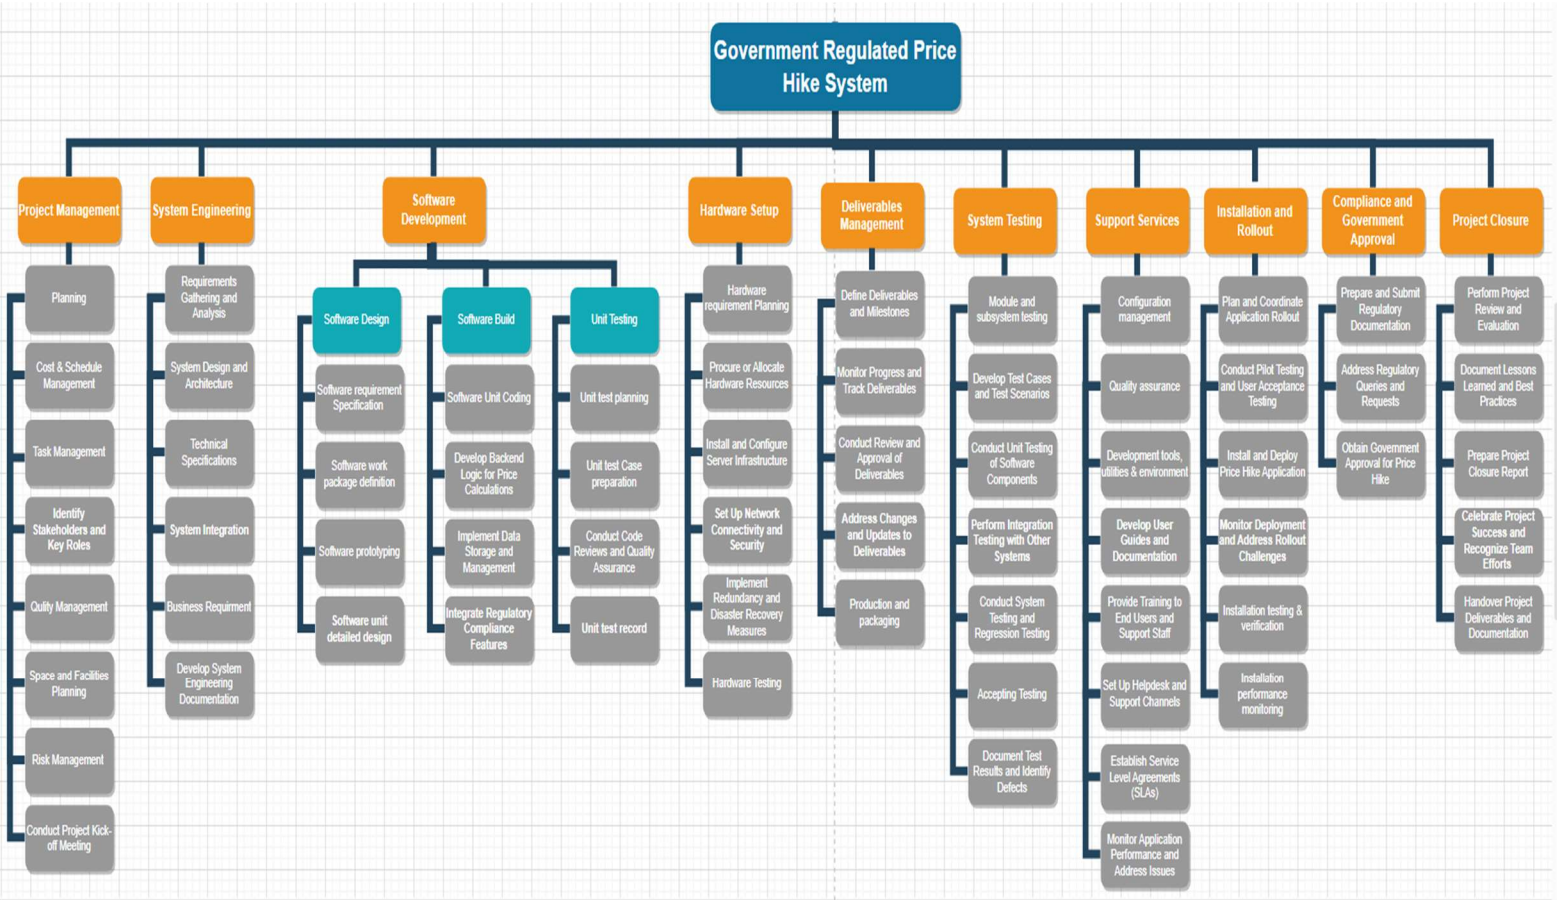 Government Regulated Price
Hike System
Project Management
Planning
Cost & Schedule
Management
Task Management
Identify
Stakeholders and
Key Roles
Qulity Management
Space and Facilities
Planning
Risk Management
Conduct Project Kick-
off Meeting
System Engineering
Requirements
Gathering and
Analysis
System Design and
Architecture
Technical
Specifications
System Integration
Business Requirment
Develop System
Engineering
Documentation
Software
Development
Software Design
Software requirement
Specification
Software work
package definition
Software prototyping
Software unit
detailed design
Software Build
Software Unit Coding
Develop Backend
Logic for Price
Calculations
Implement Data
Storage and
Management
Integrate Regulatory
Compliance
Features
Unit Testing
Unit test planning
Unit test Case
preparation
Conduct Code
Reviews and Quality
Assurance
Unit test record
Hardware Setup
Hardware
requirement Planning
Procure or Allocate
Hardware Resources
Install and Configure
Server Infrastructure
Set Up Network
Connectivity and
Security
Implement
Redundancy and
Disaster Recovery
Measures
Hardware Testing
Deliverables
Management
Define Deliverables
and Milestones
Monitor Progress and
Track Deliverables
Conduct Review and
Approval of
Deliverables
Address Changes
and Updates to
Deliverables
Production and
packaging
System Testing
Module and
subsystem testing
Develop Test Cases
and Test Scenarios
Conduct Unit Testing
of Software
Components
Perform Integration
Testing with Other
Systems
Conduct System
Testing and
Regression Testing
Accepting Testing
Document Test
Results and Identify
Defects
Support Services
Configuration
management
Quality assurance
Development tools,
utilities & environment
Develop User
Guides and
Documentation
Provide Training to
End Users and
Support Staff
Set Up Helpdesk and
Support Channels
Establish Service
Level Agreements
(SLAs)
Monitor Application
Performance and
Address Issues
Installation and
Rollout
Plan and Coordinate
Application Rollout
Conduct Pilot Testing
and User Acceptance
Testing
Install and Deploy
Price Hike Application
Monitor Deployment
and Address Rollout
Challenges
Installation testing &
verification
Installation
performance
monitoring
Compliance and
Government
Approval
Prepare and Submit
Regulatory
Documentation
Address Regulatory
Queries and
Requests
Obtain Government
Approval for Price
Hike
Project Closure
Perform Project
Review and
Evaluation
Document Lessons
Learned and Best
Practices
Prepare Project
Closure Report
Celebrate Project
Success and
Recognize Team
Efforts
Handover Project
Deliverables and
Documentation